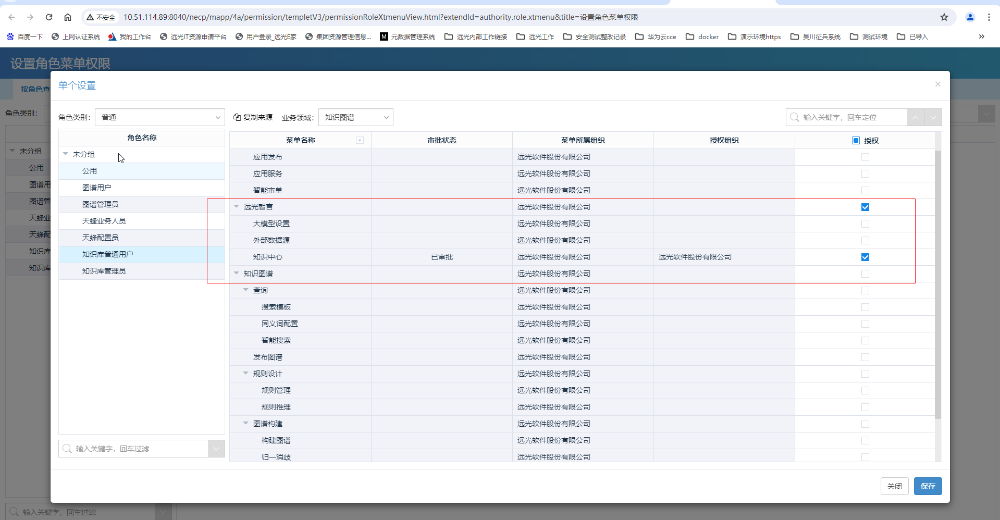 不安全 10.51.114.89:8040/necp/mapp/4a/permission/templetV3/permissionRoleXtmenuView.html?extendId=authority.role.xtmenu&title=设置角色菜单权限
百度一下 上网认证系统 我的工作台 远光IT资源申请平台 用户登录_远光E家 集团资源管理信息... M 元数据管理系统 远光内部工作链接 远光工作 安全测试整改记录 华为云cce docker 演示环境https 吴川征兵系统 测试环境 已导入 »
设置角色菜单权限
按角色查
角色类别:
未分组
公用
图谱用
图谱管
天蜂业
天蜂配
知识库
知识库
输入关键字，回车过滤
单个设置 ×
角色类别: 普通 复制来源 业务领域: 知识图谱 输入关键字，回车定位
角色名称
未分组
公用
图谱用户
图谱管理员
天蜂业务人员
天蜂配置员
知识库普通用户
知识库管理员
输入关键字，回车过滤
菜单名称 审批状态 菜单所属组织 授权组织 授权
应用发布 远光软件股份有限公司
应用服务 远光软件股份有限公司
智能审单 远光软件股份有限公司
远光智言 远光软件股份有限公司
大模型设置 远光软件股份有限公司
外部数据源 远光软件股份有限公司
知识中心 已审批 远光软件股份有限公司 远光软件股份有限公司
知识图谱 远光软件股份有限公司
查询 远光软件股份有限公司
搜索模板 远光软件股份有限公司
同义词配置 远光软件股份有限公司
智能搜索 远光软件股份有限公司
发布图谱 远光软件股份有限公司
规则设计 远光软件股份有限公司
规则管理 远光软件股份有限公司
规则推理 远光软件股份有限公司
图谱构建 远光软件股份有限公司
构建图谱 远光软件股份有限公司
归一消歧 远光软件股份有限公司
关闭 保存